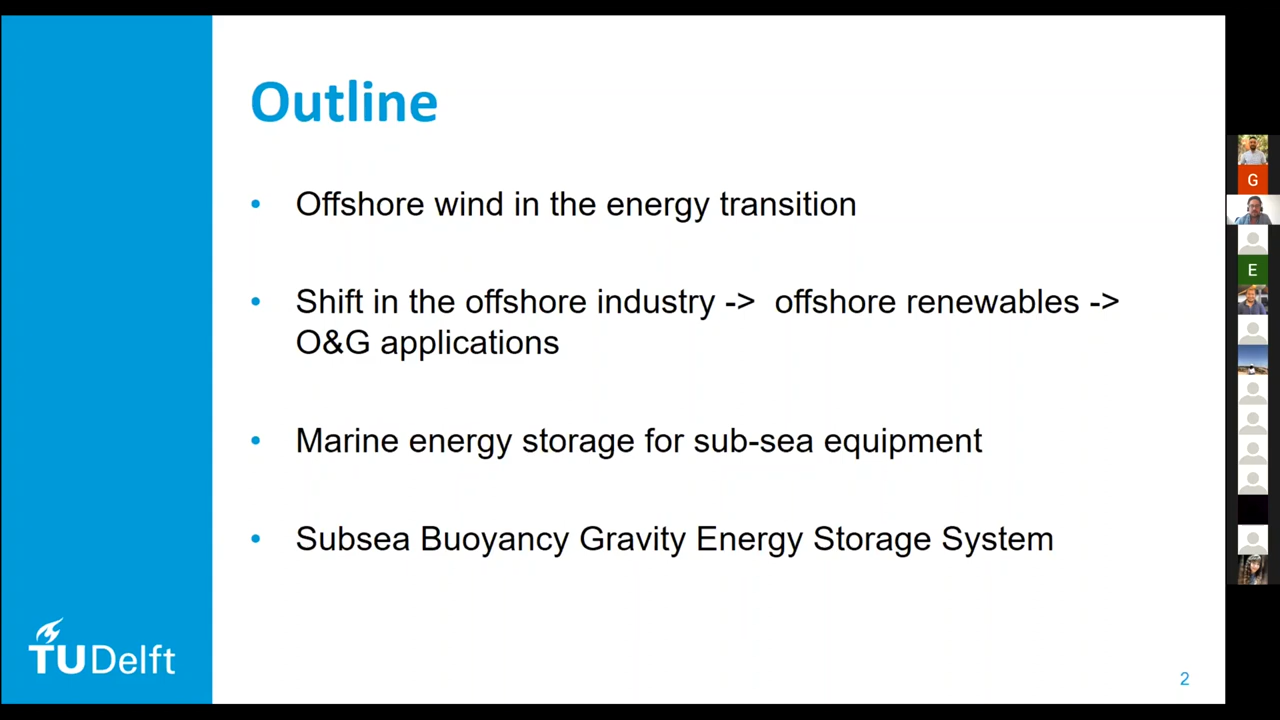 Outline
• Offshore wind in the energy transition
• Shift in the offshore industry -> offshore renewables ->
O&G applications
• Marine energy storage for sub-sea equipment
• Subsea Buoyancy Gravity Energy Storage System
TUDelft
2
G
E